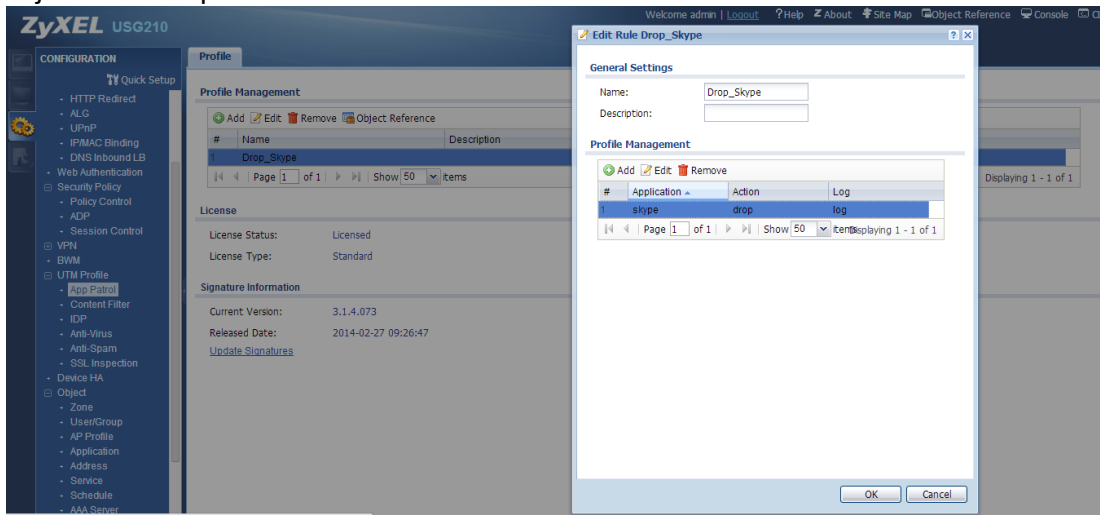 ZyXEL USG210
Welcome admin | Logout ?Help Z About Site Map Object Reference Console
CONFIGURATION
Quick Setup
HTTP Redirect
ALG
UPnP
IP/MAC Binding
DNS Inbound LB
Web Authentication
Security Policy
Policy Control
ADP
Session Control
VPN
BWM
UTM Profile
App Patrol
Content Filter
IDP
Anti-Virus
Anti-Spam
SSL Inspection
Device HA
Object
Zone
User/Group
AP Profile
Application
Address
Service
Schedule
AAA Server
Profile
Profile Management
Add Edit Remove Object Reference
# Name Description
1 Drop_Skype
Page 1 of 1 Show 50 items
Displaying 1 - 1 of 1
License
License Status: Licensed
License Type: Standard
Signature Information
Current Version: 3.1.4.073
Released Date: 2014-02-27 09:26:47
Update Signatures
Edit Rule Drop_Skype
General Settings
Name: Drop_Skype
Description:
Profile Management
Add Edit Remove
# Application Action Log
1 skype drop log
Page 1 of 1 Show 50 items
1 - 1 of 1
OK Cancel